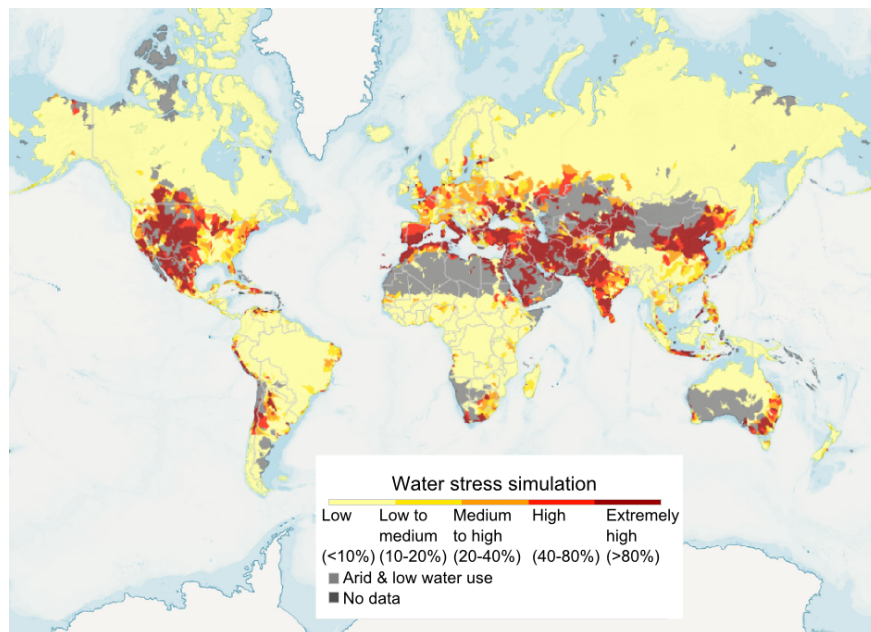 Water stress simulation
Low Low to medium Medium to high High Extremely high
(<10%) (10-20%) (20-40%) (40-80%) (>80%)
Arid & low water use
No data